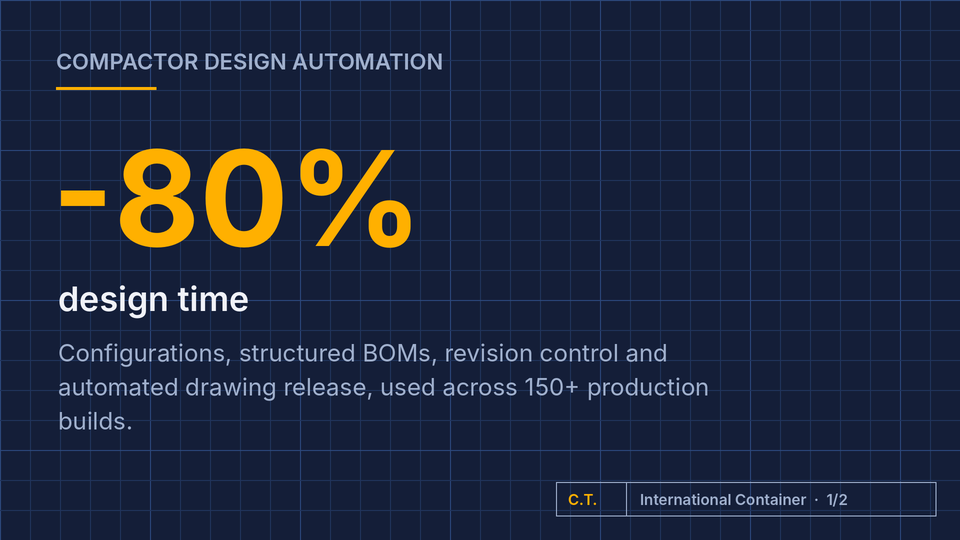 COMPACTOR DESIGN AUTOMATION
-80%
design time
Configurations, structured BOMs, revision control and
automated drawing release, used across 150+ production
builds.
C.T. International Container · 1/2